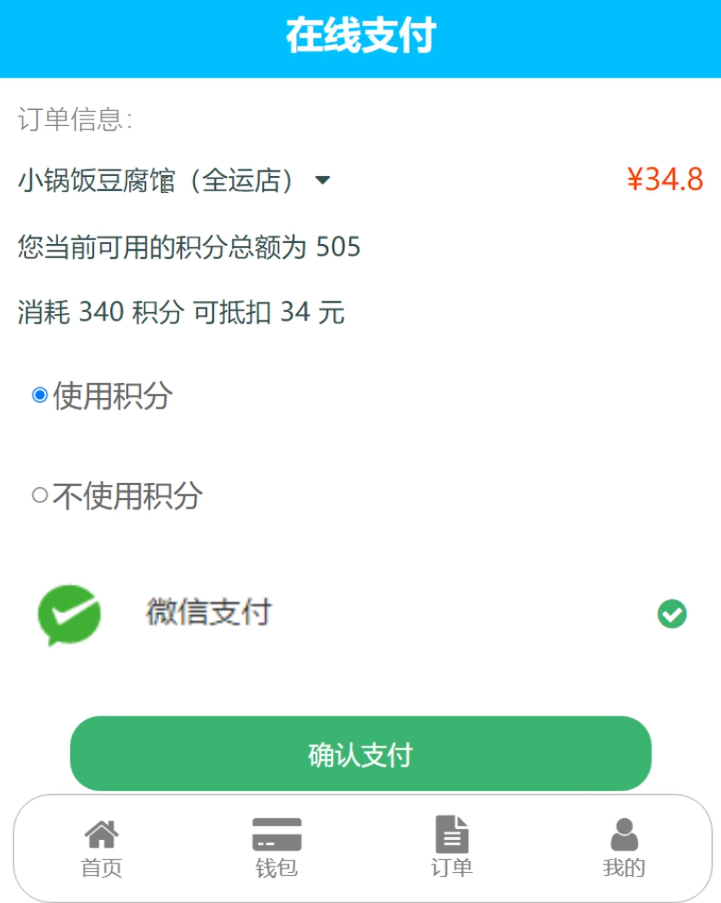 在线支付
订单信息:
小锅饭豆腐馆（全运店） ¥34.8
您当前可用的积分总额为 505
消耗 340 积分 可抵扣 34 元
使用积分
不使用积分
微信支付
确认支付
首页 钱包 订单 我的